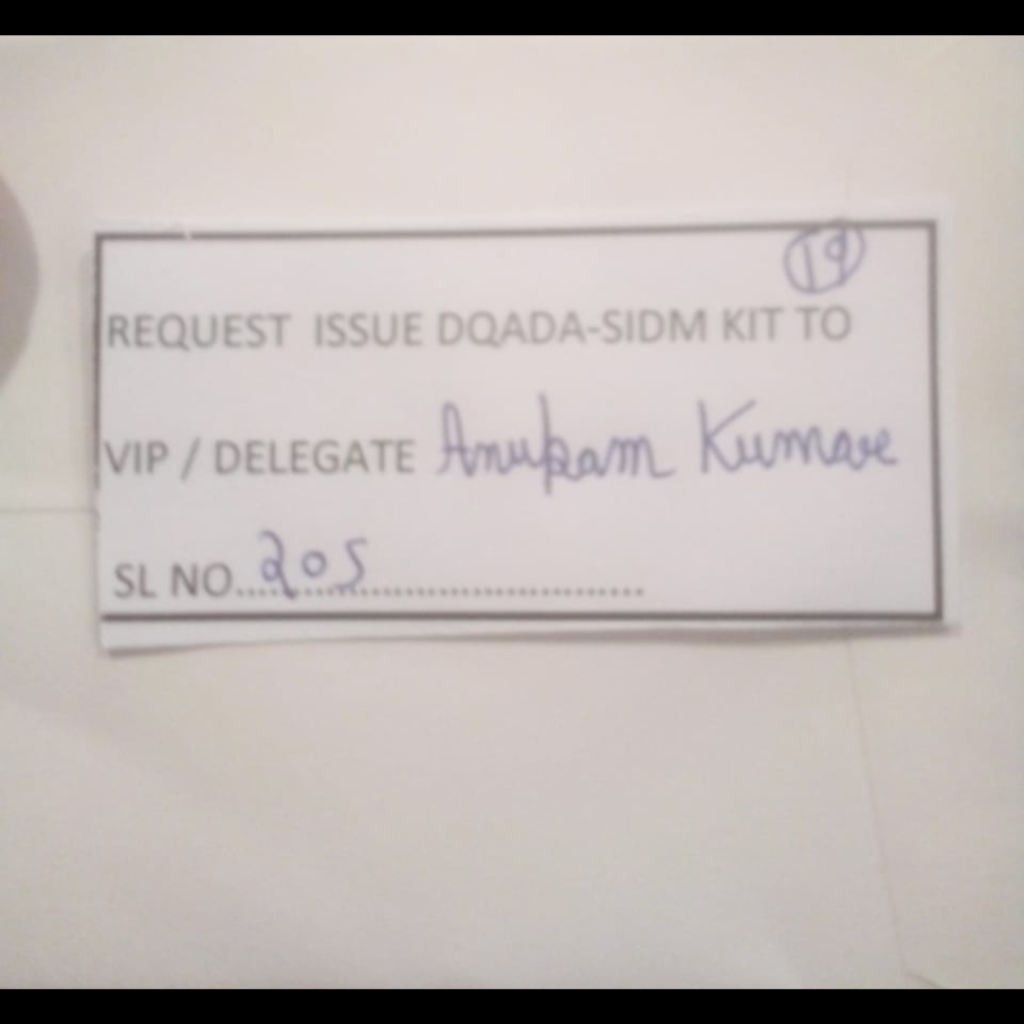 19
REQUEST ISSUE DQADA-SIDM KIT TO
VIP / DELEGATE Anupam Kumar
SL NO....205..............................